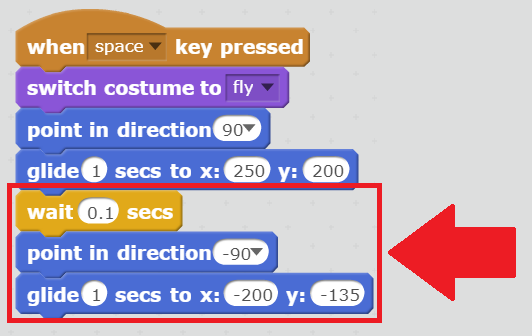 when space key pressed
switch costume to fly
point in direction 90
glide 1 secs to x: 250 y: 200
wait 0.1 secs
point in direction -90
glide 1 secs to x: -200 y: -135